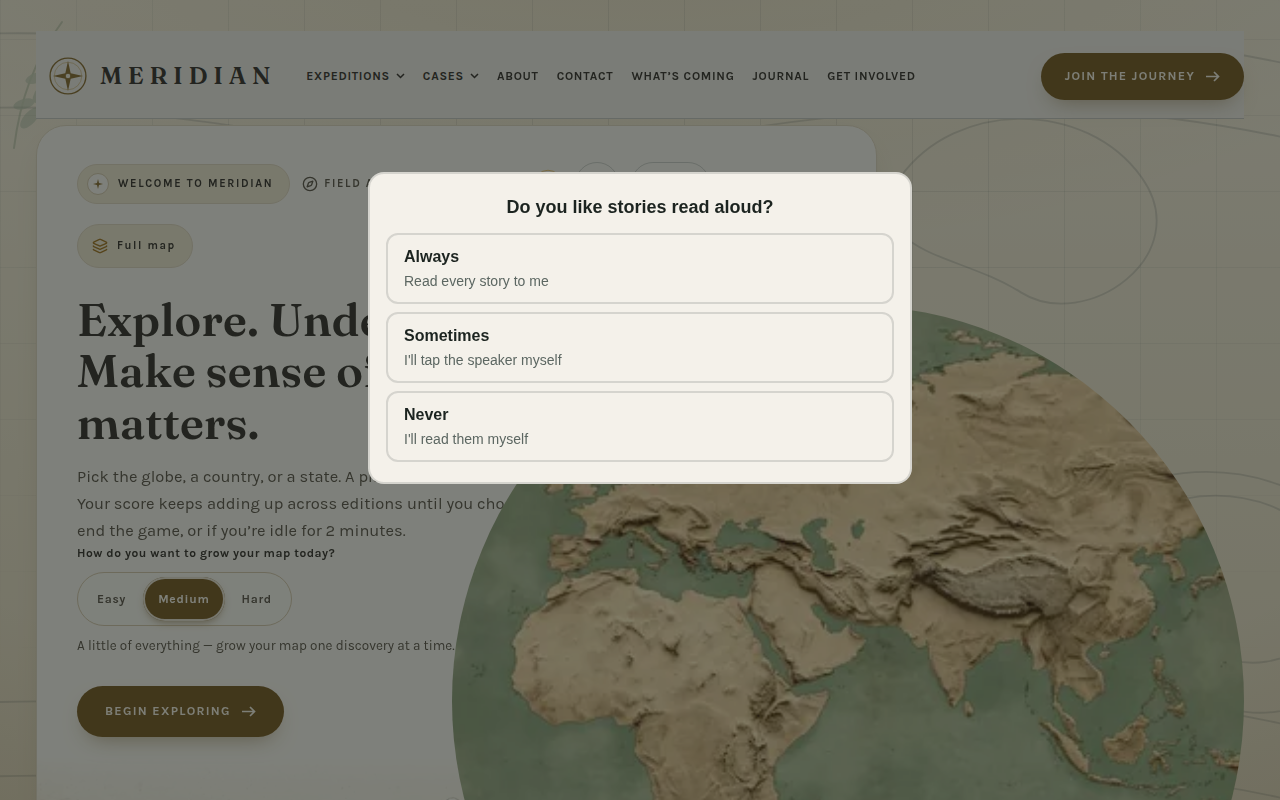 MERIDIAN
EXPEDITIONS
CASES
ABOUT
CONTACT
WHAT'S COMING
JOURNAL
GET INVOLVED
JOIN THE JOURNEY
WELCOME TO MERIDIAN
FIELD
Full map
Do you like stories read aloud?
Always
Read every story to me
Sometimes
I'll tap the speaker myself
Never
I'll read them myself
Explore.
Make sense
matters.
Pick the globe, a country, or a state. A
Your score keeps adding up across editions until you
end the game, or if you’re idle for 2 minutes.
How do you want to grow your map today?
Easy
Medium
Hard
A little of everything — grow your map one discovery at a time.
BEGIN EXPLORING